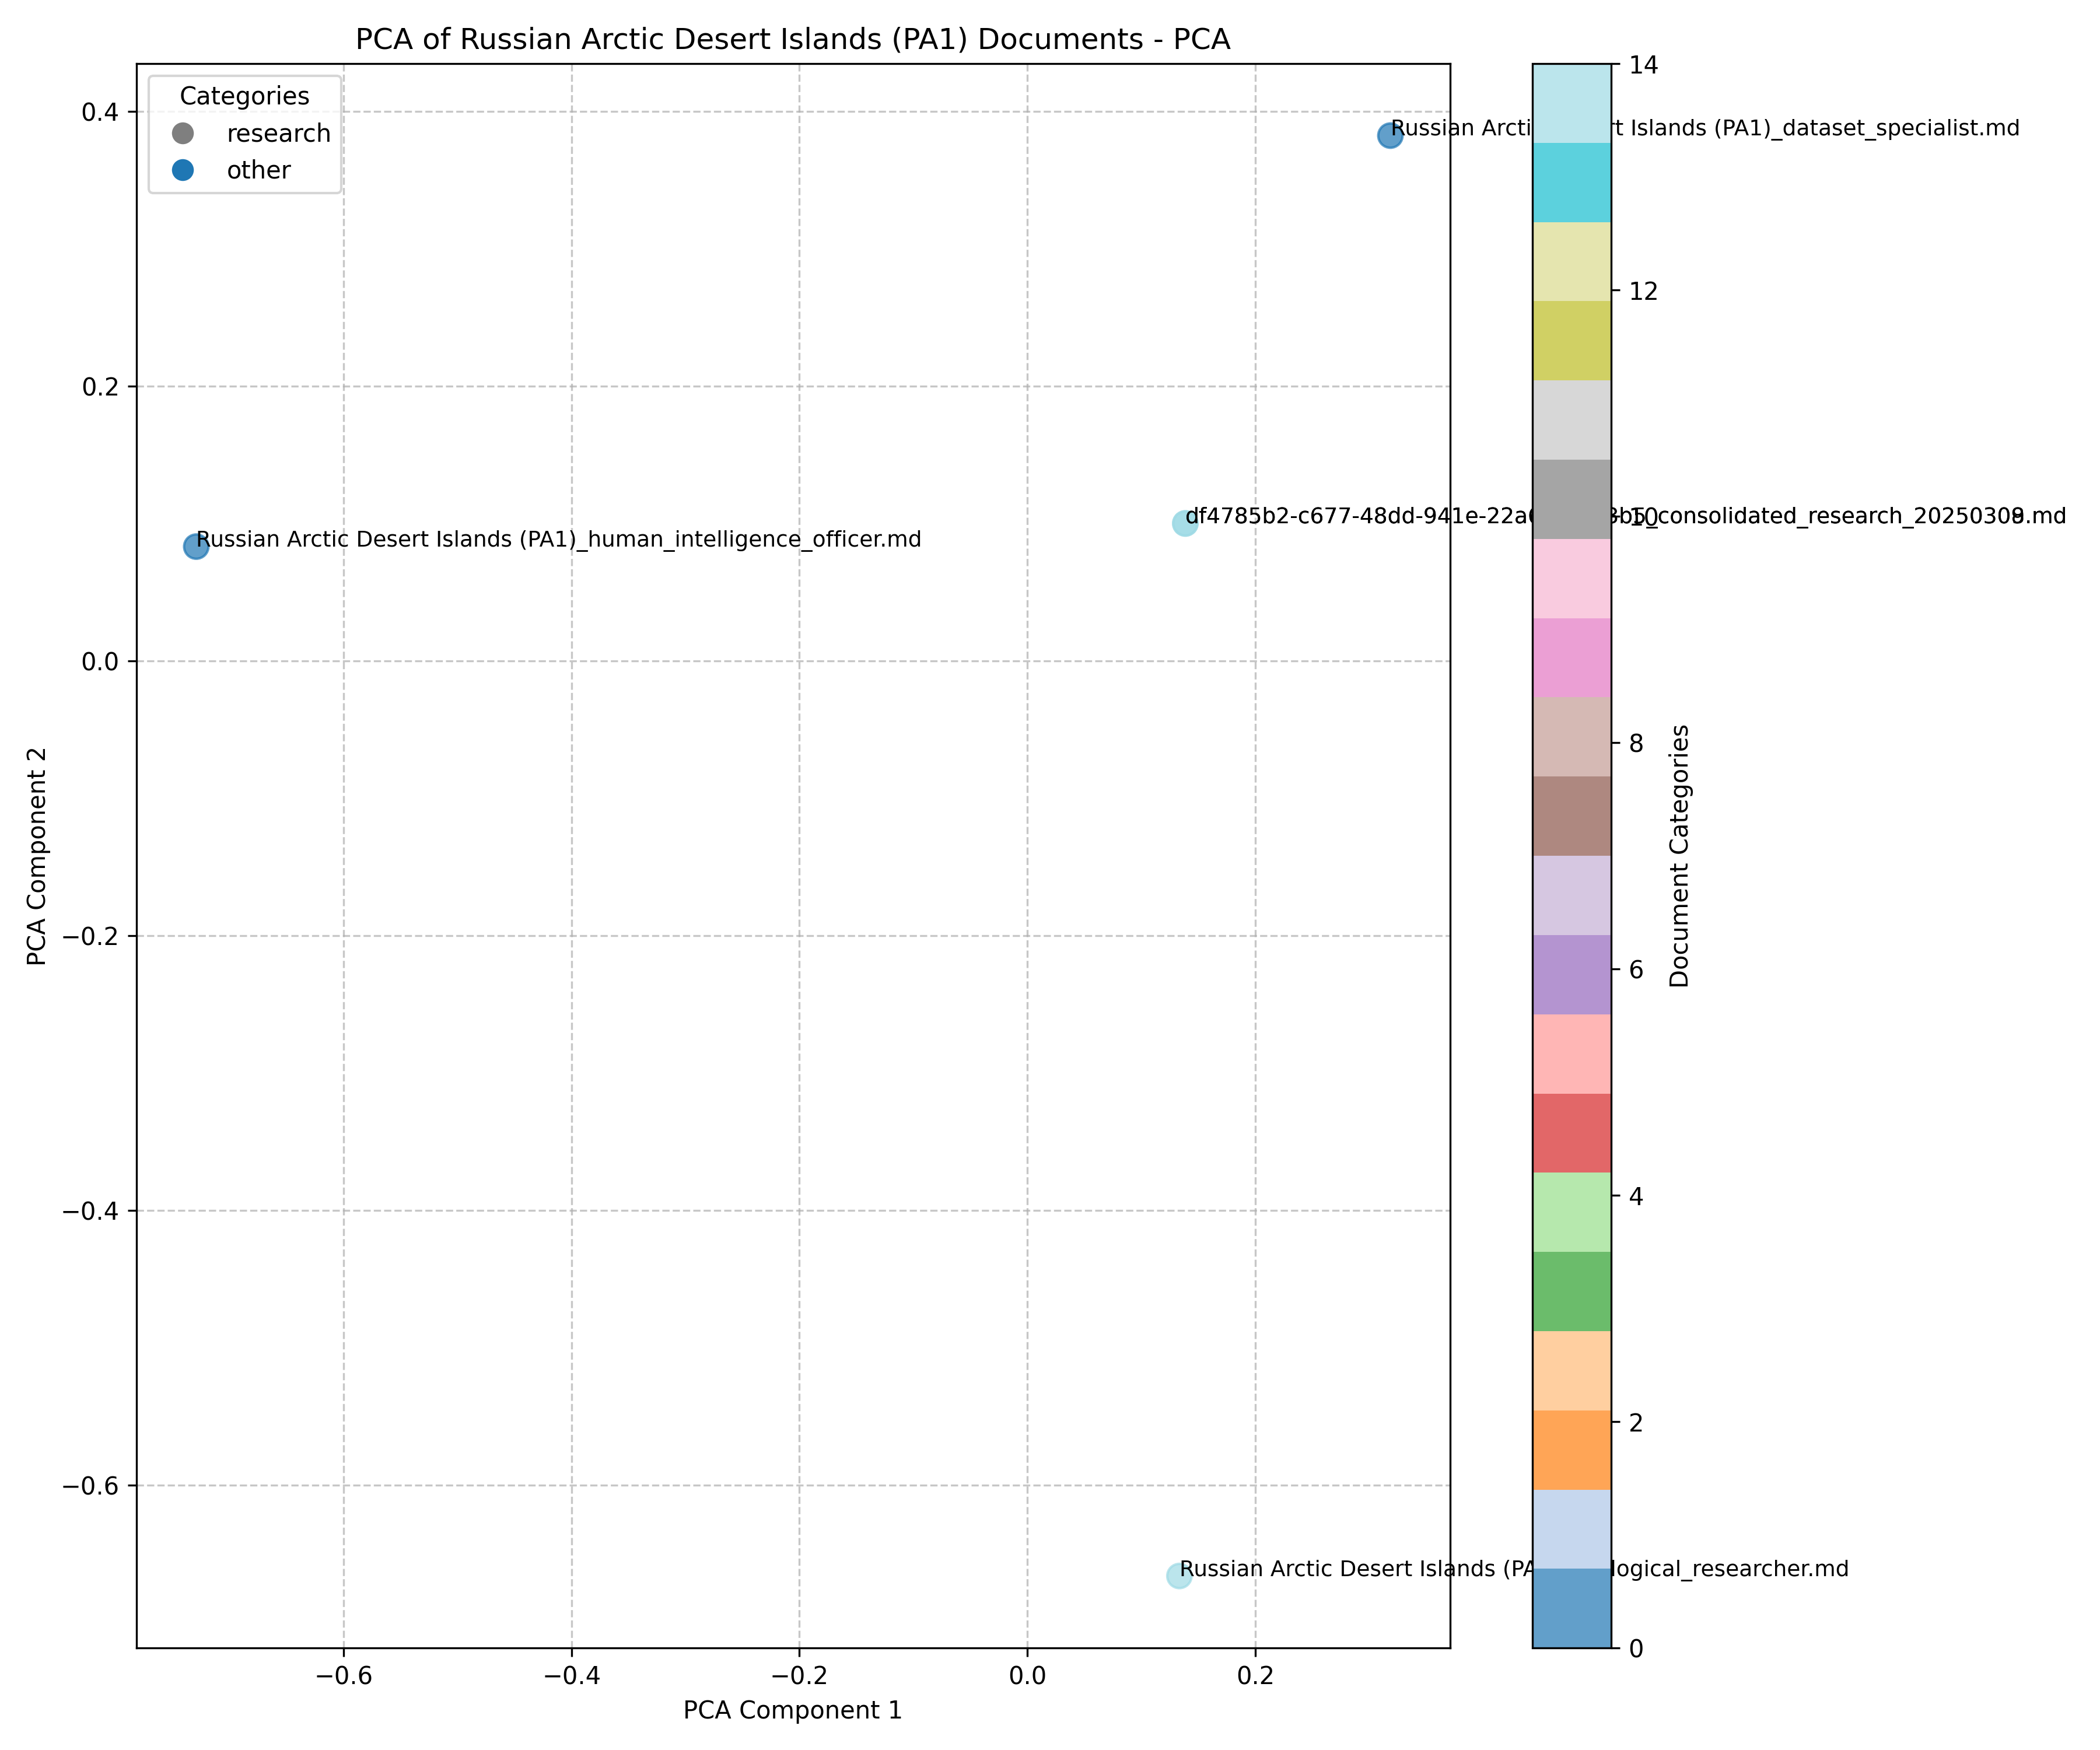 PCA of Russian Arctic Desert Islands (PA1) Documents - PCA
Categories
research
other
0.4
0.2
0.0
−0.2
−0.4
−0.6
PCA Component 2
−0.6
−0.4
−0.2
0.0
0.2
PCA Component 1
Russian Arcti rt Islands (PA1)_dataset_specialist.md
df4785b2-c677-48dd-941e-22a _consolidated_research_20250309.md
Russian Arctic Desert Islands (PA1)_human_intelligence_officer.md
Russian Arctic Desert Islands (PA logical_researcher.md
14
12
10
8
6
4
2
0
Document Categories